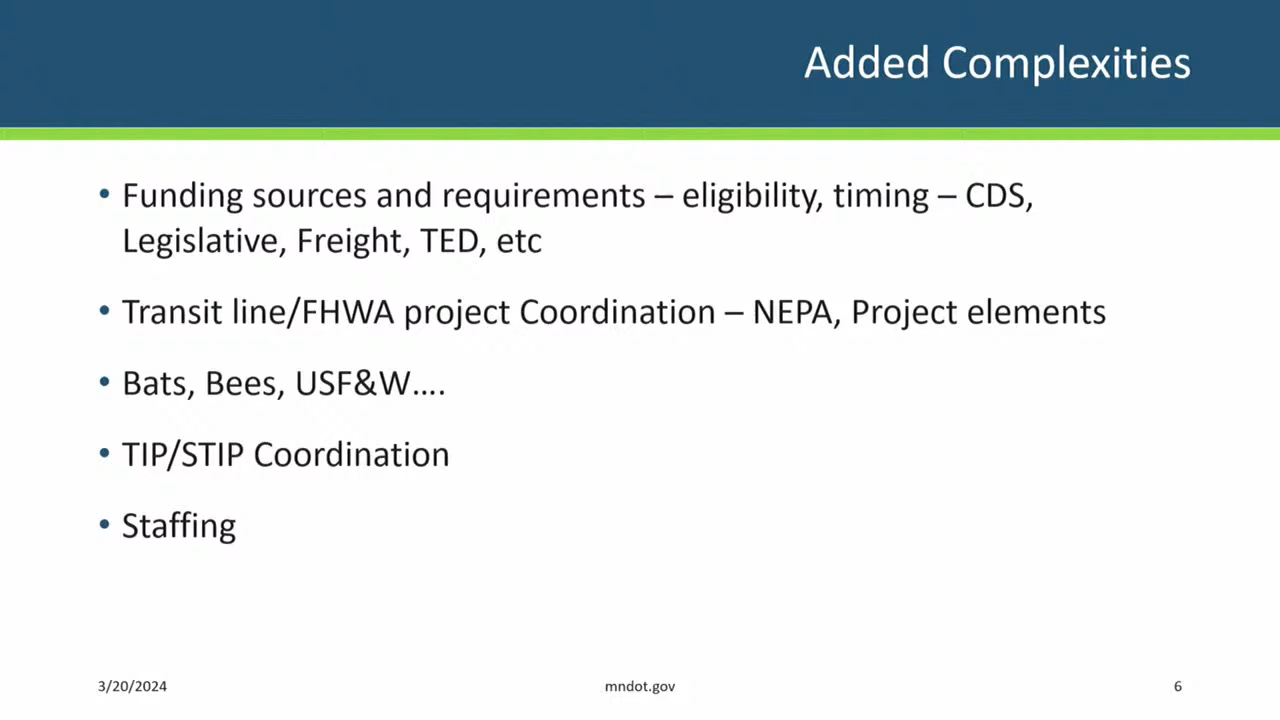 Added Complexities
• Funding sources and requirements – eligibility, timing – CDS,
Legislative, Freight, TED, etc
• Transit line/FHWA project Coordination – NEPA, Project elements
• Bats, Bees, USF&W....
• TIP/STIP Coordination
• Staffing
3/20/2024
mndot.gov
6